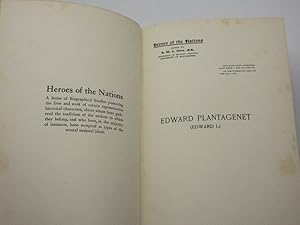 Heroes of the Nations
A Series of Biographical Studies presenting
the lives and work of certain representative
historical characters, about whom have gath-
ered the traditions of the nations to which
they belong, and who have, in the majority
of instances, been accepted as types of the
several national ideals.
Heroes of the Nations
EDWARD PLANTAGENET
(EDWARD I.)